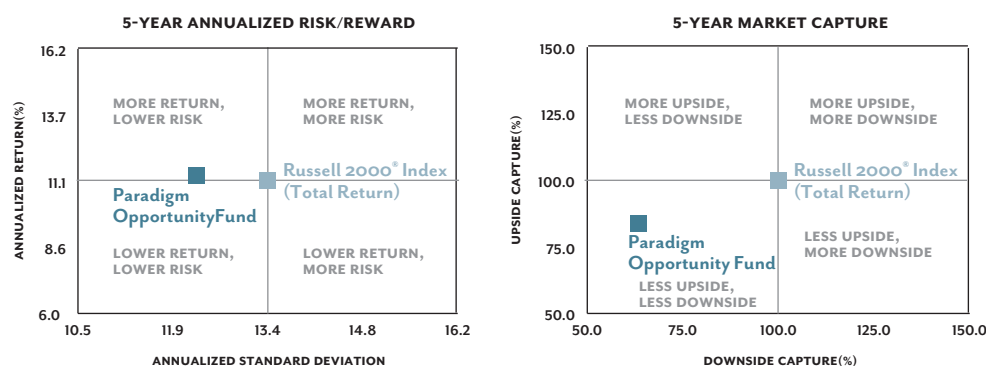 5-YEAR ANNUALIZED RISK/REWARD
16.2
13.7
11.1
8.6
6.0
ANNUALIZED RETURN(%)
MORE RETURN,
LOWER RISK
MORE RETURN,
MORE RISK
Russell 2000® Index
(Total Return)
Paradigm
OpportunityFund
LOWER RETURN,
LOWER RISK
LOWER RETURN,
MORE RISK
10.5
11.9
13.4
14.8
16.2
ANNUALIZED STANDARD DEVIATION
5-YEAR MARKET CAPTURE
150.0
125.0
100.0
75.0
50.0
UPSIDE CAPTURE(%)
MORE UPSIDE,
LESS DOWNSIDE
MORE UPSIDE,
MORE DOWNSIDE
Russell 2000® Index
(Total Return)
Paradigm
Opportunity Fund
LESS UPSIDE,
MORE DOWNSIDE
LESS UPSIDE,
LESS DOWNSIDE
50.0
75.0
100.0
125.0
150.0
DOWNSIDE CAPTURE(%)